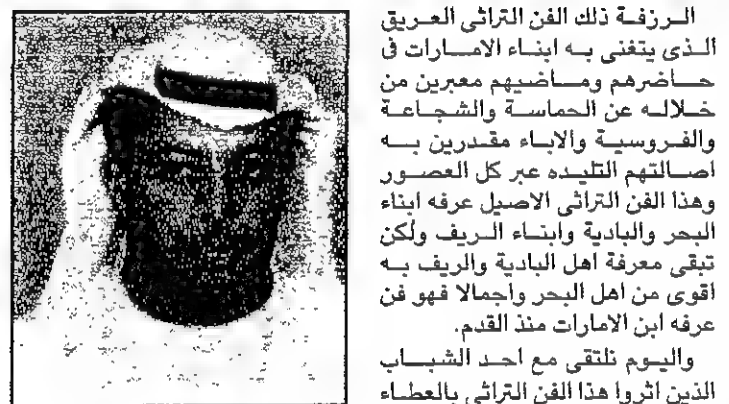 الرزفة ذلك الفن التراثى العريق
الذى يتغنى به ابناء الامارات فى
حاضرهم وماضيهم معبرين من
خلاله عن الحماسة والشجاعة
والفروسية والاباء مقدرين به
اصالتهم التليده عبر كل العصور
وهذا الفن التراثى الاصيل عرفه ابناء
البحر والبادية وابناء الريف ولكن
تبقى معرفة اهل البادية والريف به
اقوى من اهل البحر واجمالا فهو فن
عرفه ابن الامارات منذ القدم.
واليوم نلتقى مع احد الشباب
الذين اثروا هذا الفن التراثى بالعطاء